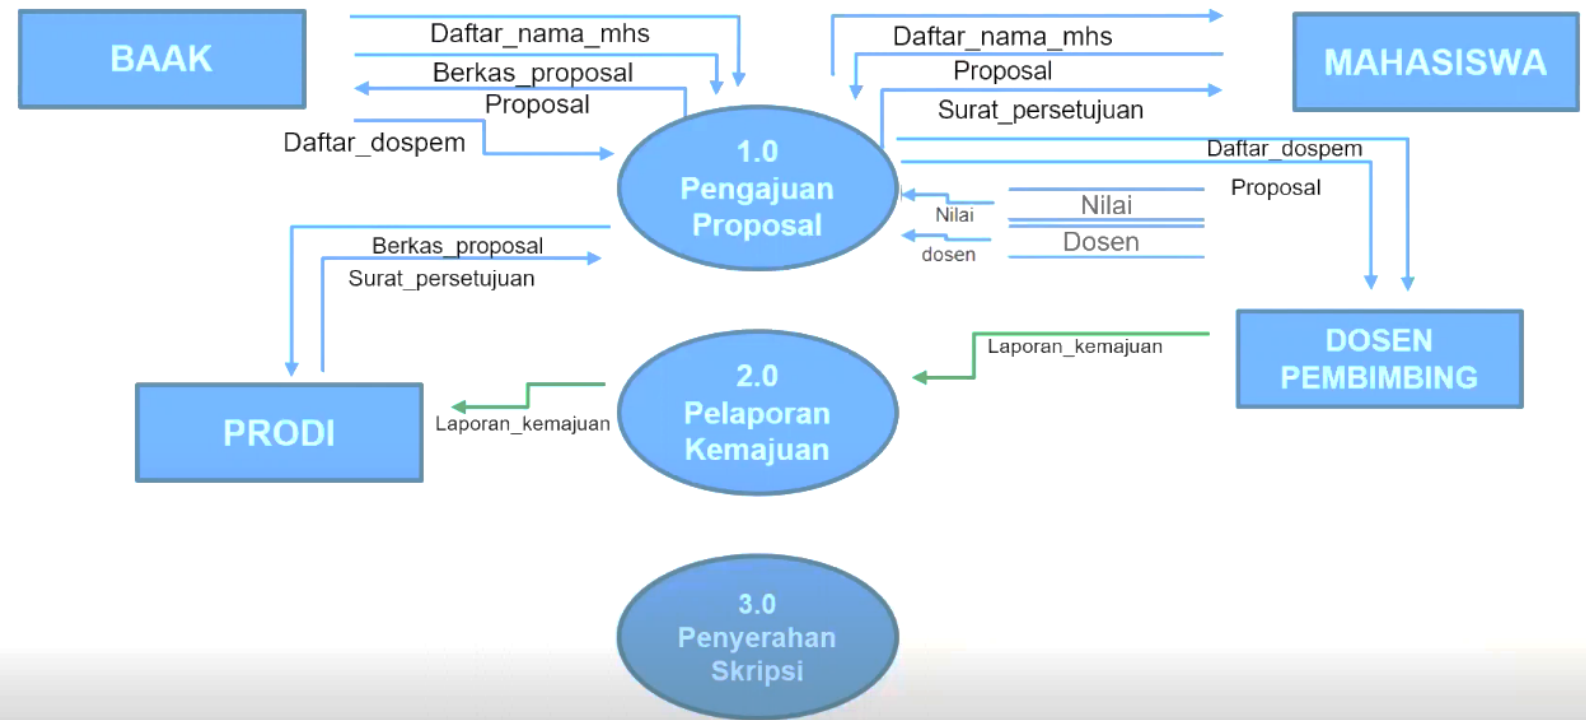 BAAK
Daftar_nama_mhs
Berkas_proposal
Proposal
Daftar_dospem
Daftar_nama_mhs
Proposal
Surat_persetujuan
MAHASISWA
1.0
Pengajuan
Proposal
Daftar_dospem
Proposal
Nilai
Nilai
Dosen
dosen
Berkas_proposal
Surat_persetujuan
PRODI
Laporan_kemajuan
2.0
Pelaporan
Kemajuan
Laporan_kemajuan
DOSEN
PEMBIMBING
3.0
Penyerahan
Skripsi